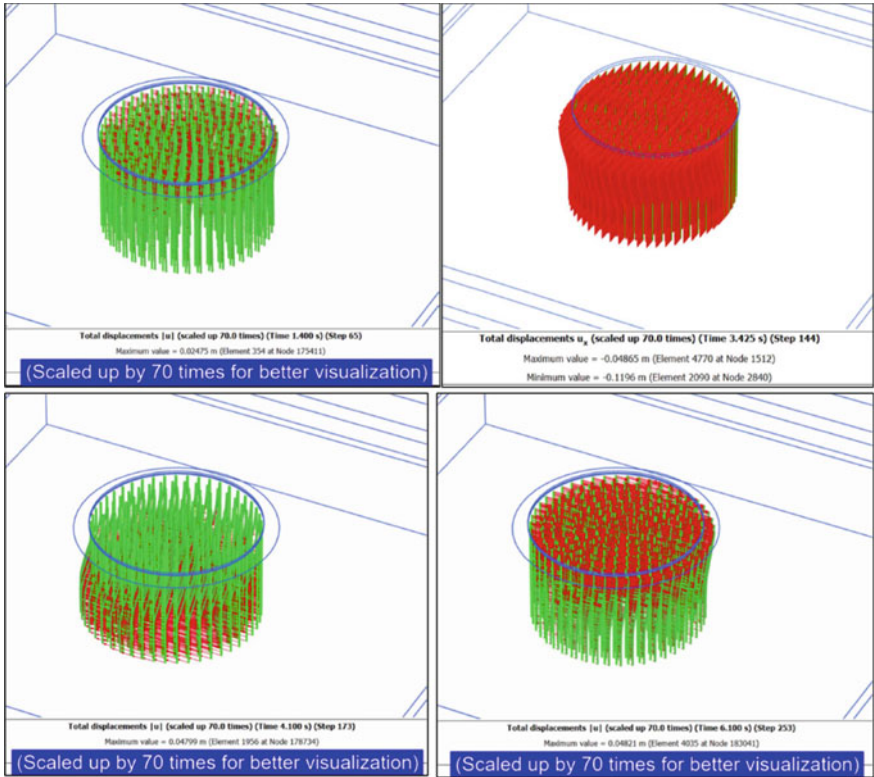 Total displacements |u| (scaled up 70.0 times) (Time 1.400 s) (Step 65)
Maximum value = 0.02475 m (Element 354 at Node 175411)
(Scaled up by 70 times for better visualization)
Total displacements uₓ (scaled up 70.0 times) (Time 3.425 s) (Step 144)
Maximum value = -0.04865 m (Element 4770 at Node 1512)
Minimum value = -0.1196 m (Element 2090 at Node 2840)
Total displacements |u| (scaled up 70.0 times) (Time 4.100 s) (Step 173)
Maximum value = 0.04799 m (Element 1956 at Node 178734)
(Scaled up by 70 times for better visualization)
Total displacements |u| (scaled up 70.0 times) (Time 6.100 s) (Step 253)
Maximum value = 0.04821 m (Element 4035 at Node 183041)
(Scaled up by 70 times for better visualization)